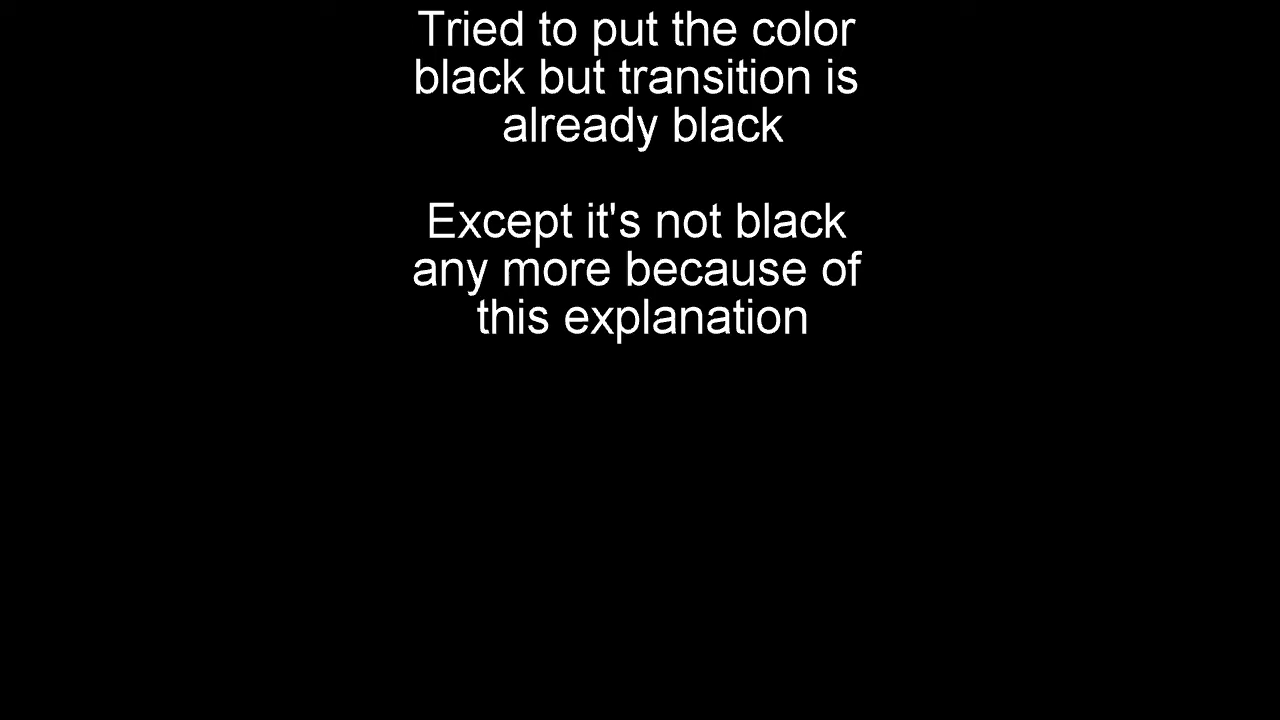 Tried to put the color
black but transition is
already black
Except it's not black
any more because of
this explanation